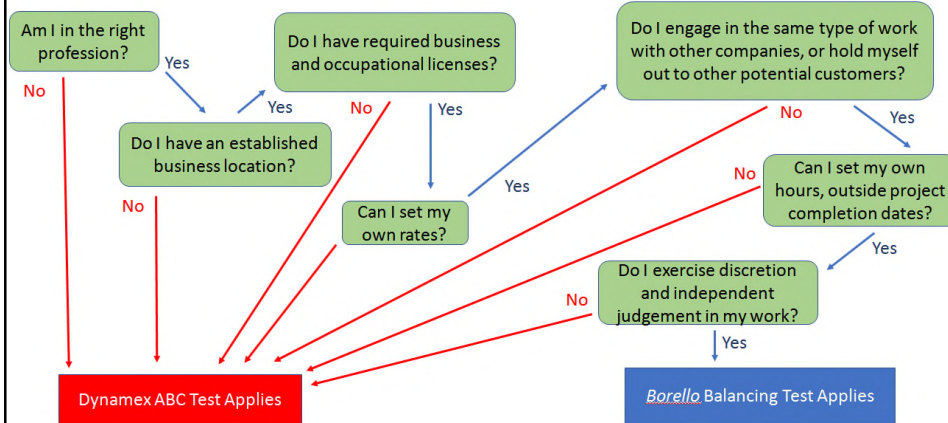 Am I in the right
profession?
Yes
No
Do I have an established
business location?
Yes
No
Do I have required business
and occupational licenses?
No
Yes
Can I set my
own rates?
Yes
Do I engage in the same type of work
with other companies, or hold myself
out to other potential customers?
No
Yes
Can I set my own
hours, outside project
completion dates?
No
Yes
Do I exercise discretion
and independent
judgement in my work?
No
Yes
Dynamex ABC Test Applies
Borello Balancing Test Applies